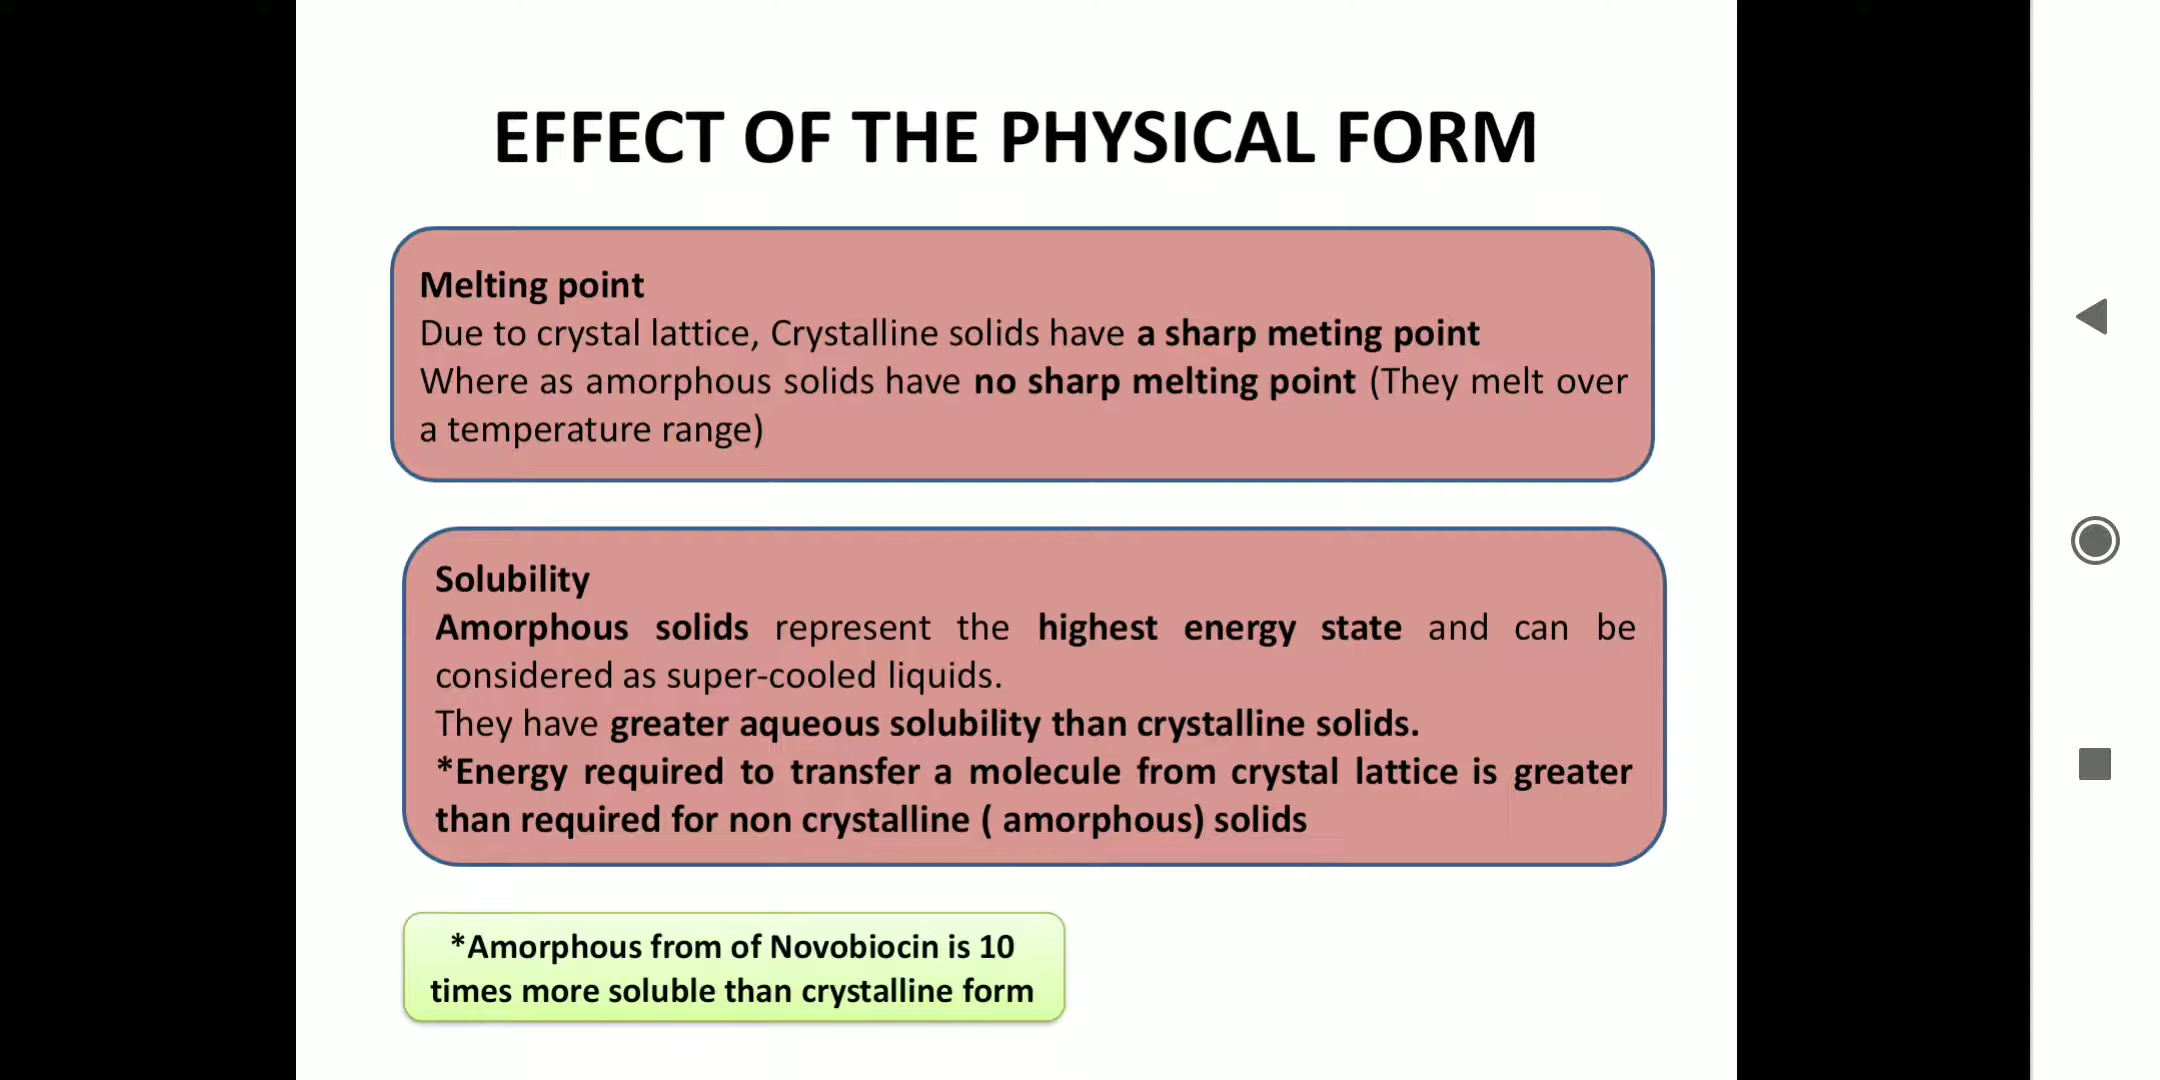 EFFECT OF THE PHYSICAL FORM
Melting point
Due to crystal lattice, Crystalline solids have a sharp meting point
Where as amorphous solids have no sharp melting point (They melt over
a temperature range)
Solubility
Amorphous solids represent the highest energy state and can be
considered as super-cooled liquids.
They have greater aqueous solubility than crystalline solids.
*Energy required to transfer a molecule from crystal lattice is greater
than required for non crystalline ( amorphous) solids
*Amorphous from of Novobiocin is 10
times more soluble than crystalline form